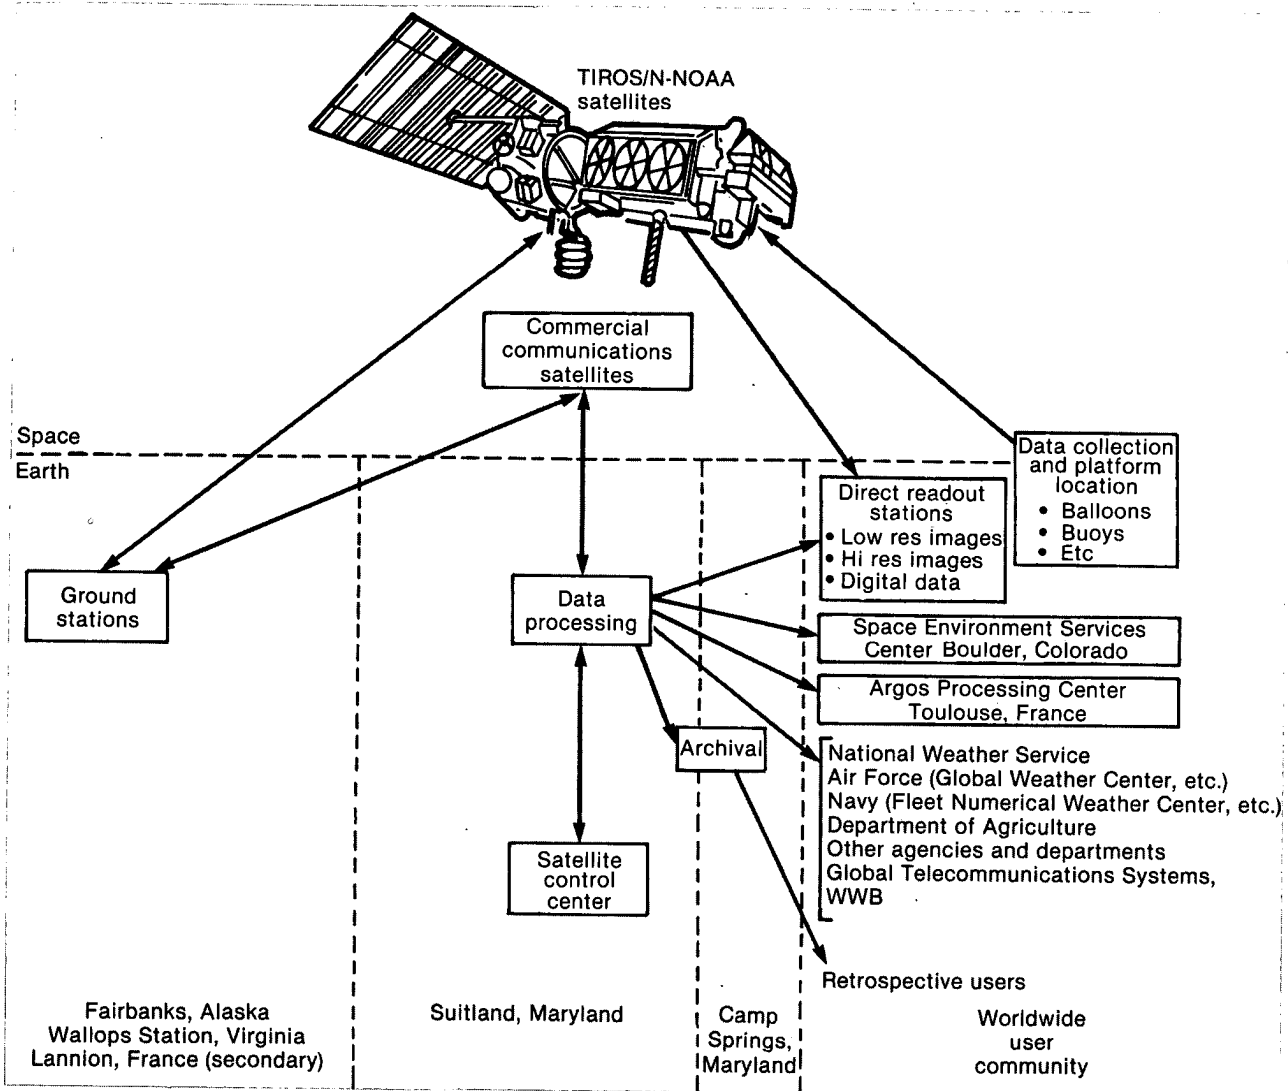 TIROS/N-NOAA
satellites
Commercial
communications
satellites
Space
Earth
Data collection
and platform
location
• Balloons
• Buoys
• Etc
Direct readout
stations
• Low res images
• Hi res images
• Digital data
Ground
stations
Data
processing
Space Environment Services
Center Boulder, Colorado
Argos Processing Center
Toulouse, France
Archival
National Weather Service
Air Force (Global Weather Center, etc.)
Navy (Fleet Numerical Weather Center, etc.)
Department of Agriculture
Other agencies and departments
Global Telecommunications Systems,
WWB
Satellite
control
center
Retrospective users
Fairbanks, Alaska
Wallops Station, Virginia
Lannion, France (secondary)
Suitland, Maryland
Camp
Springs,
Maryland
Worldwide
user
community